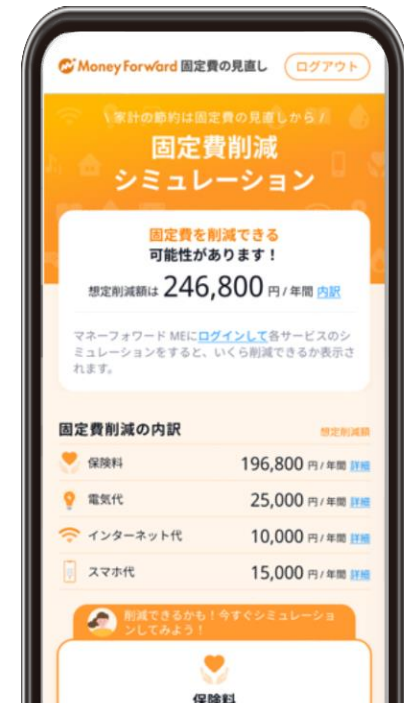 Money Forward 固定費の見直し ログアウト
\ 家計の節約は固定費の見直しから /
固定費削減
シミュレーション
固定費を削減できる
可能性があります！
想定削減額は 246,800 円 / 年間 内訳
マネーフォワード MEにログインして各サービスのシ
ミュレーションをすると、いくら削減できるか表示さ
れます。
固定費削減の内訳 想定削減額
保険料 196,800 円 / 年間 詳細
電気代 25,000 円 / 年間 詳細
インターネット代 10,000 円 / 年間 詳細
スマホ代 15,000 円 / 年間 詳細
削減できるかも！今すぐシミュレーショ
ンしてみよう！
保険料